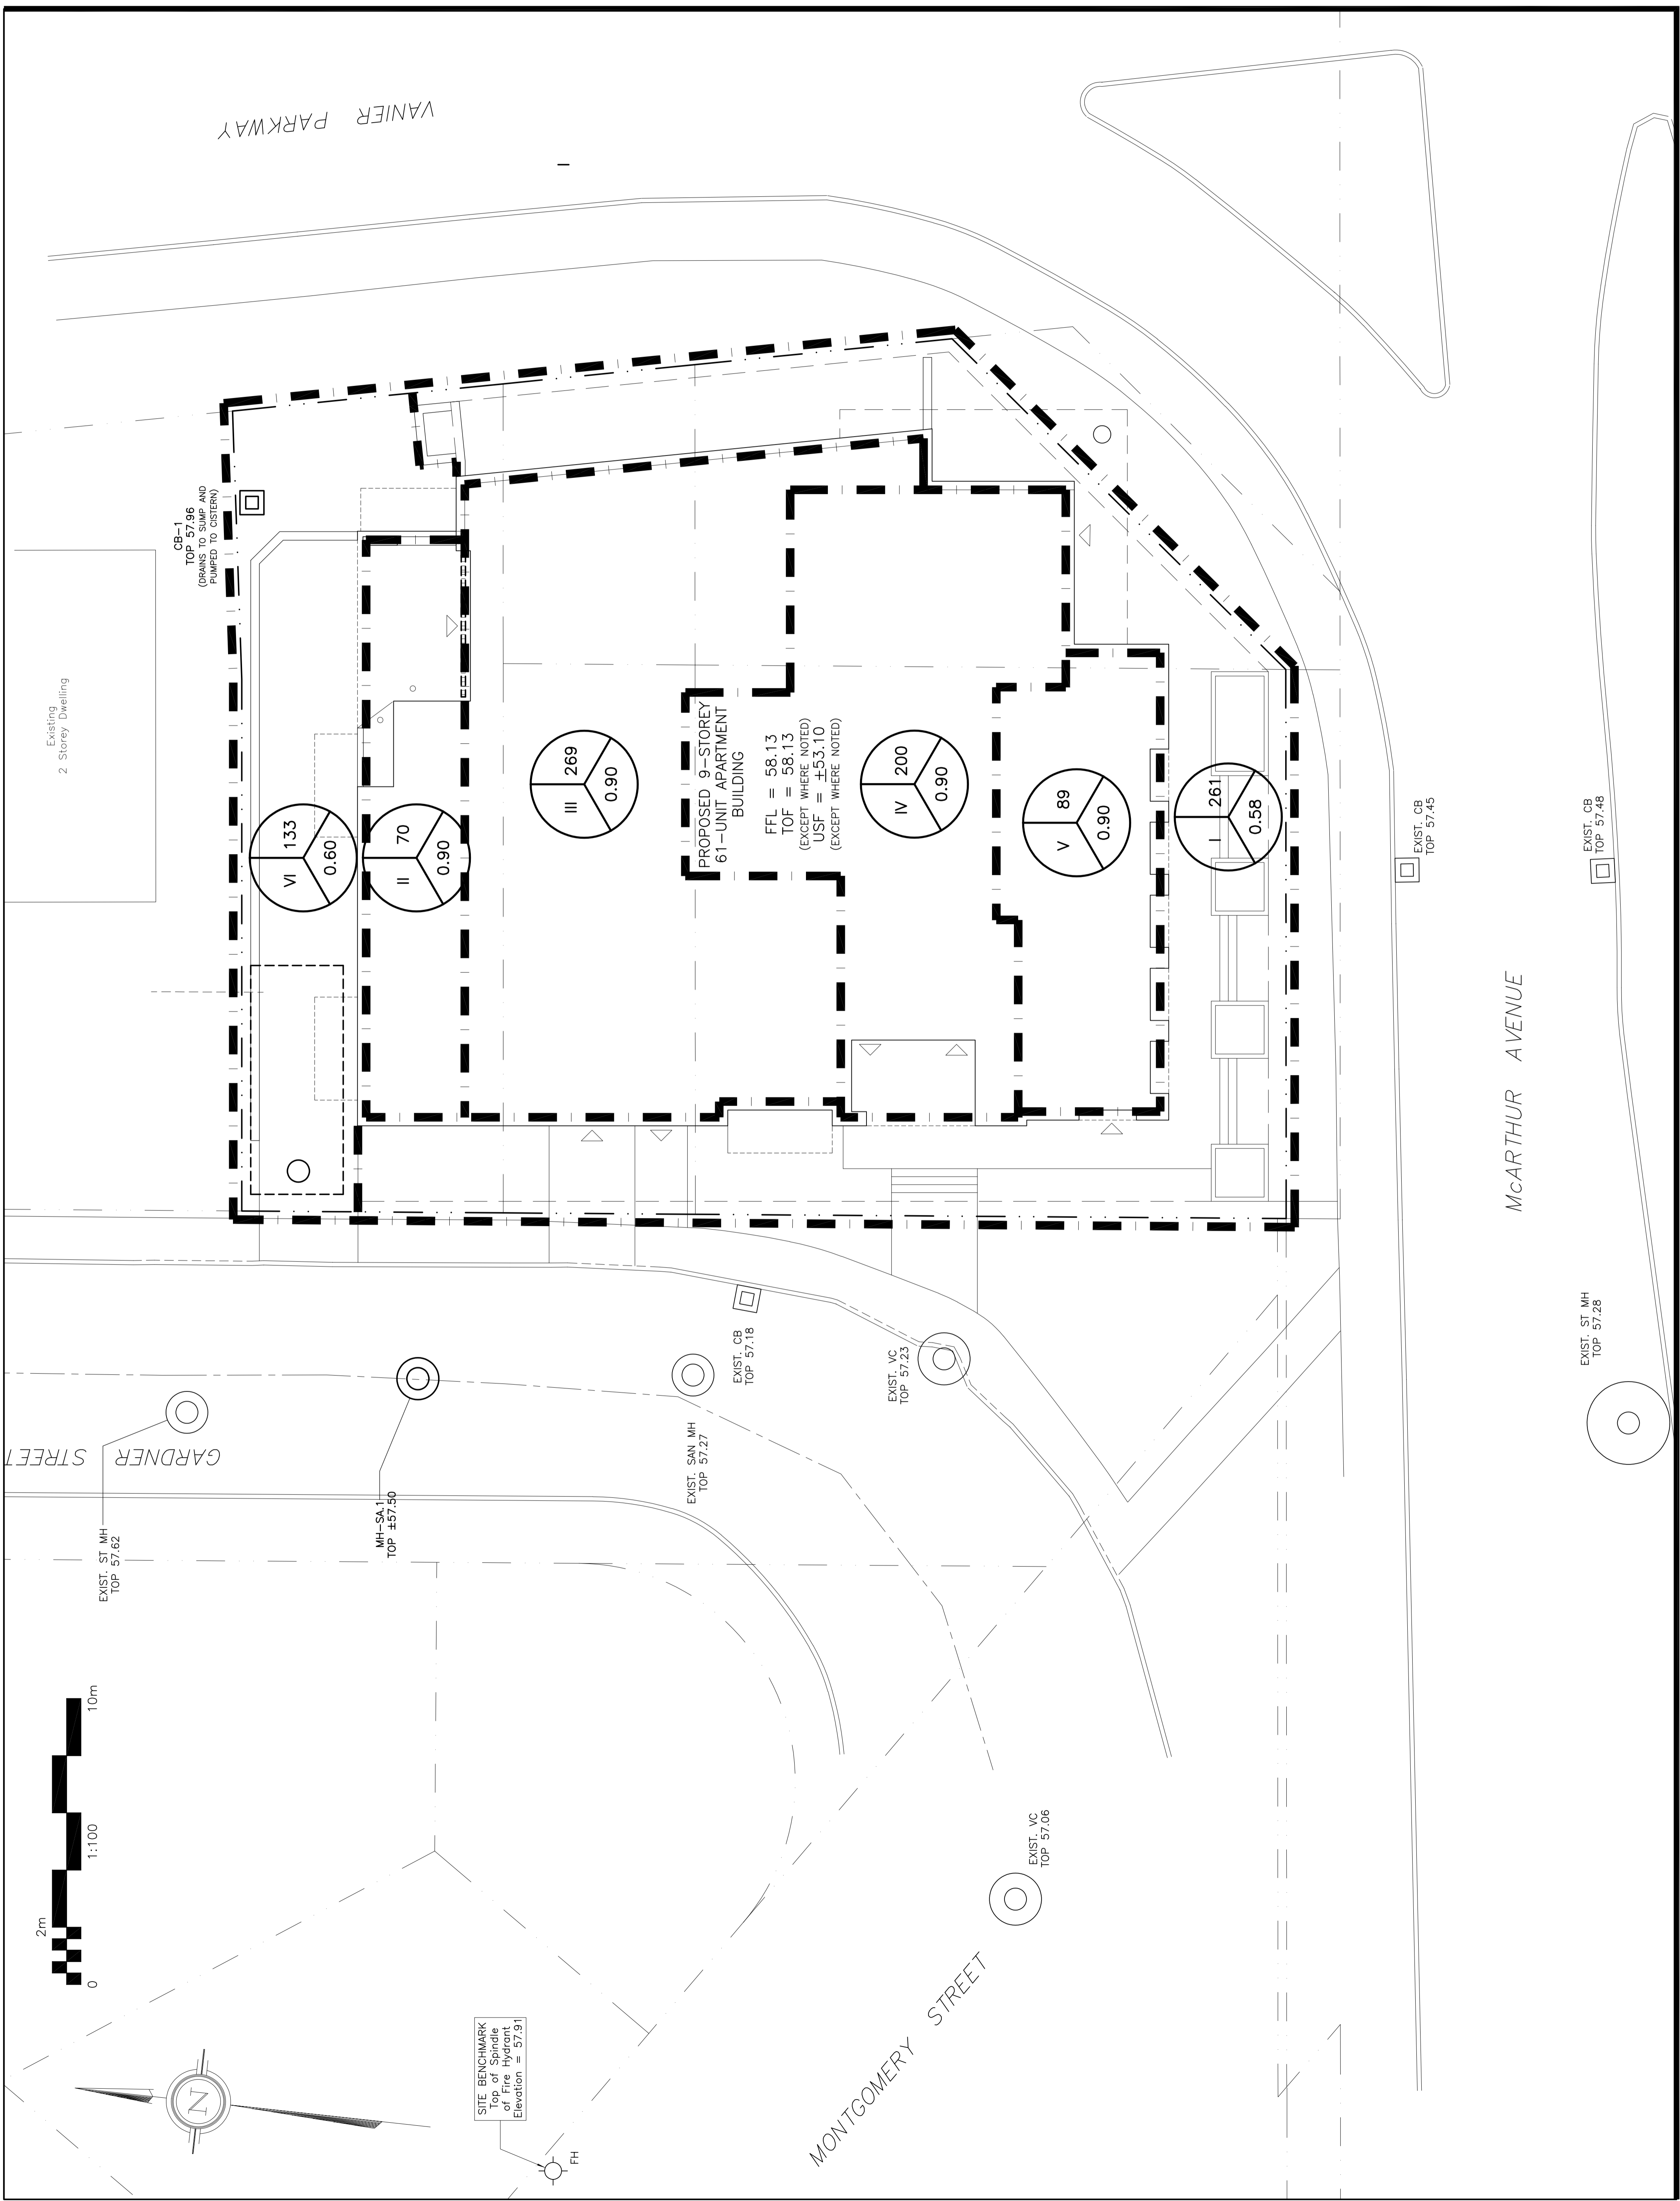 VANIER PARKWAY
CB-1
TOP 57.96
(DRAINS TO SUMP AND
PUMPED TO CISTERN)
Existing
2 Storey Dwelling
VI
133
0.60
II
70
0.90
III
269
0.90
PROPOSED 9-STOREY
61-UNIT APARTMENT
BUILDING
FFL = 58.13
TOF = 58.13
(EXCEPT WHERE NOTED)
USF = ±53.10
(EXCEPT WHERE NOTED)
IV
200
0.90
V
89
0.90
I
261
0.58
EXIST. CB
TOP 57.45
EXIST. CB
TOP 57.48
McARTHUR AVENUE
EXIST. ST MH
TOP 57.28
EXIST. CB
TOP 57.18
EXIST. VC
TOP 57.23
EXIST. SAN MH
TOP 57.27
GARDNER STREET
MH-SA.1
TOP ±57.50
EXIST. ST MH
TOP 57.62
10m
1:100
2m
0
EXIST. VC
TOP 57.06
MONTGOMERY STREET
N
SITE BENCHMARK
Top of Spindle
of Fire Hydrant
Elevation = 57.91
FH